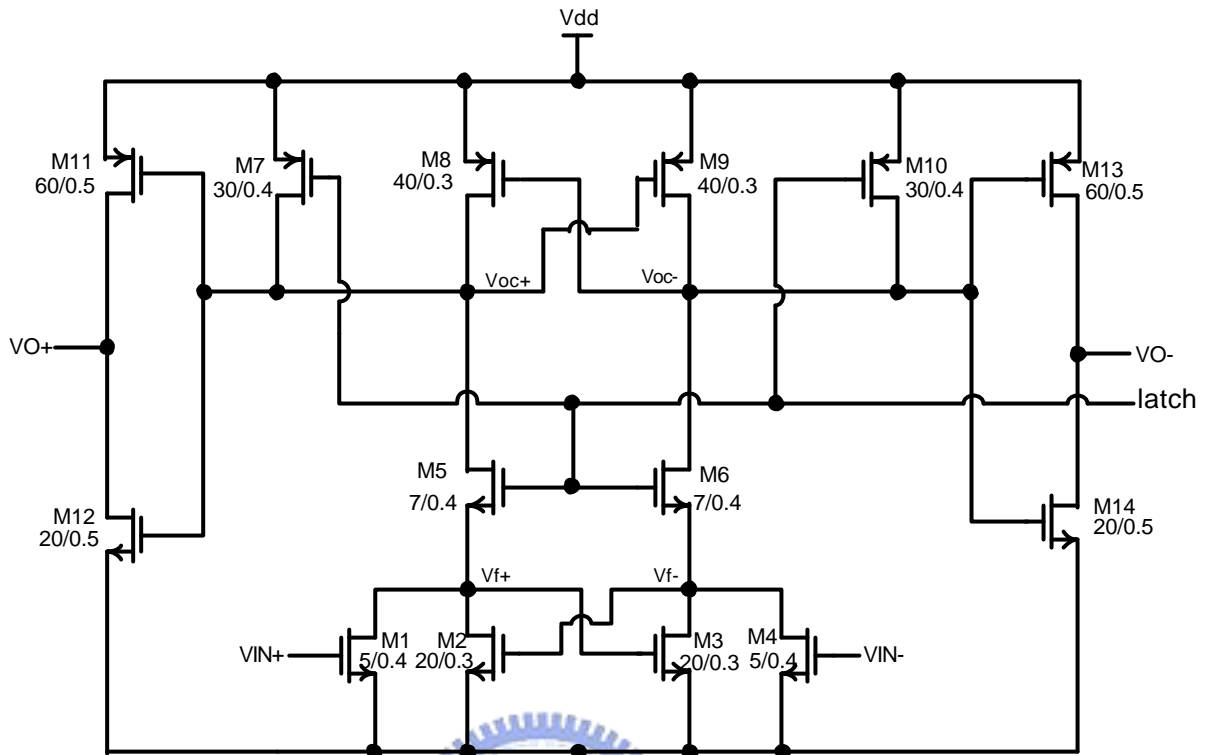 Vdd
M11
60/0.5
M7
30/0.4
M8
40/0.3
M9
40/0.3
M10
30/0.4
M13
60/0.5
Voc+
Voc-
VO+
VO-
latch
M5
7/0.4
M6
7/0.4
M12
20/0.5
M14
20/0.5
Vf+
Vf-
VIN+
M1
5/0.4
M2
20/0.3
M3
20/0.3
M4
5/0.4
VIN-